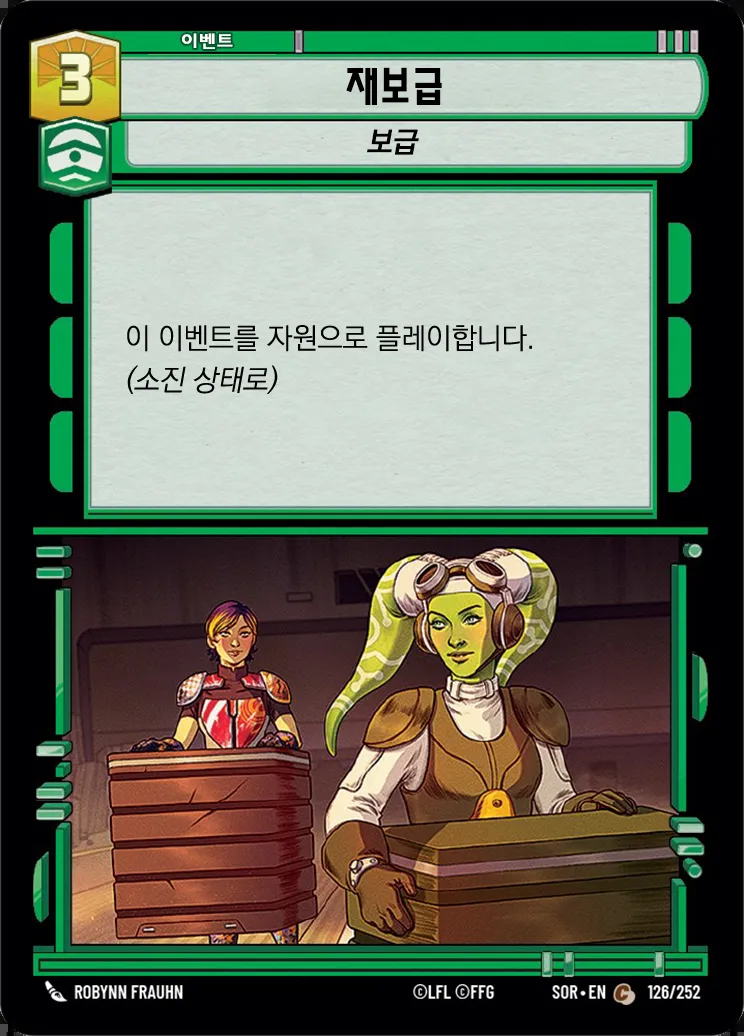 이벤트
3
재보급
보급
이 이벤트를 자원으로 플레이합니다.
(소진 상태로)
ROBYNN FRAUHN
©LFL ©FFG
SOR • EN C 126/252